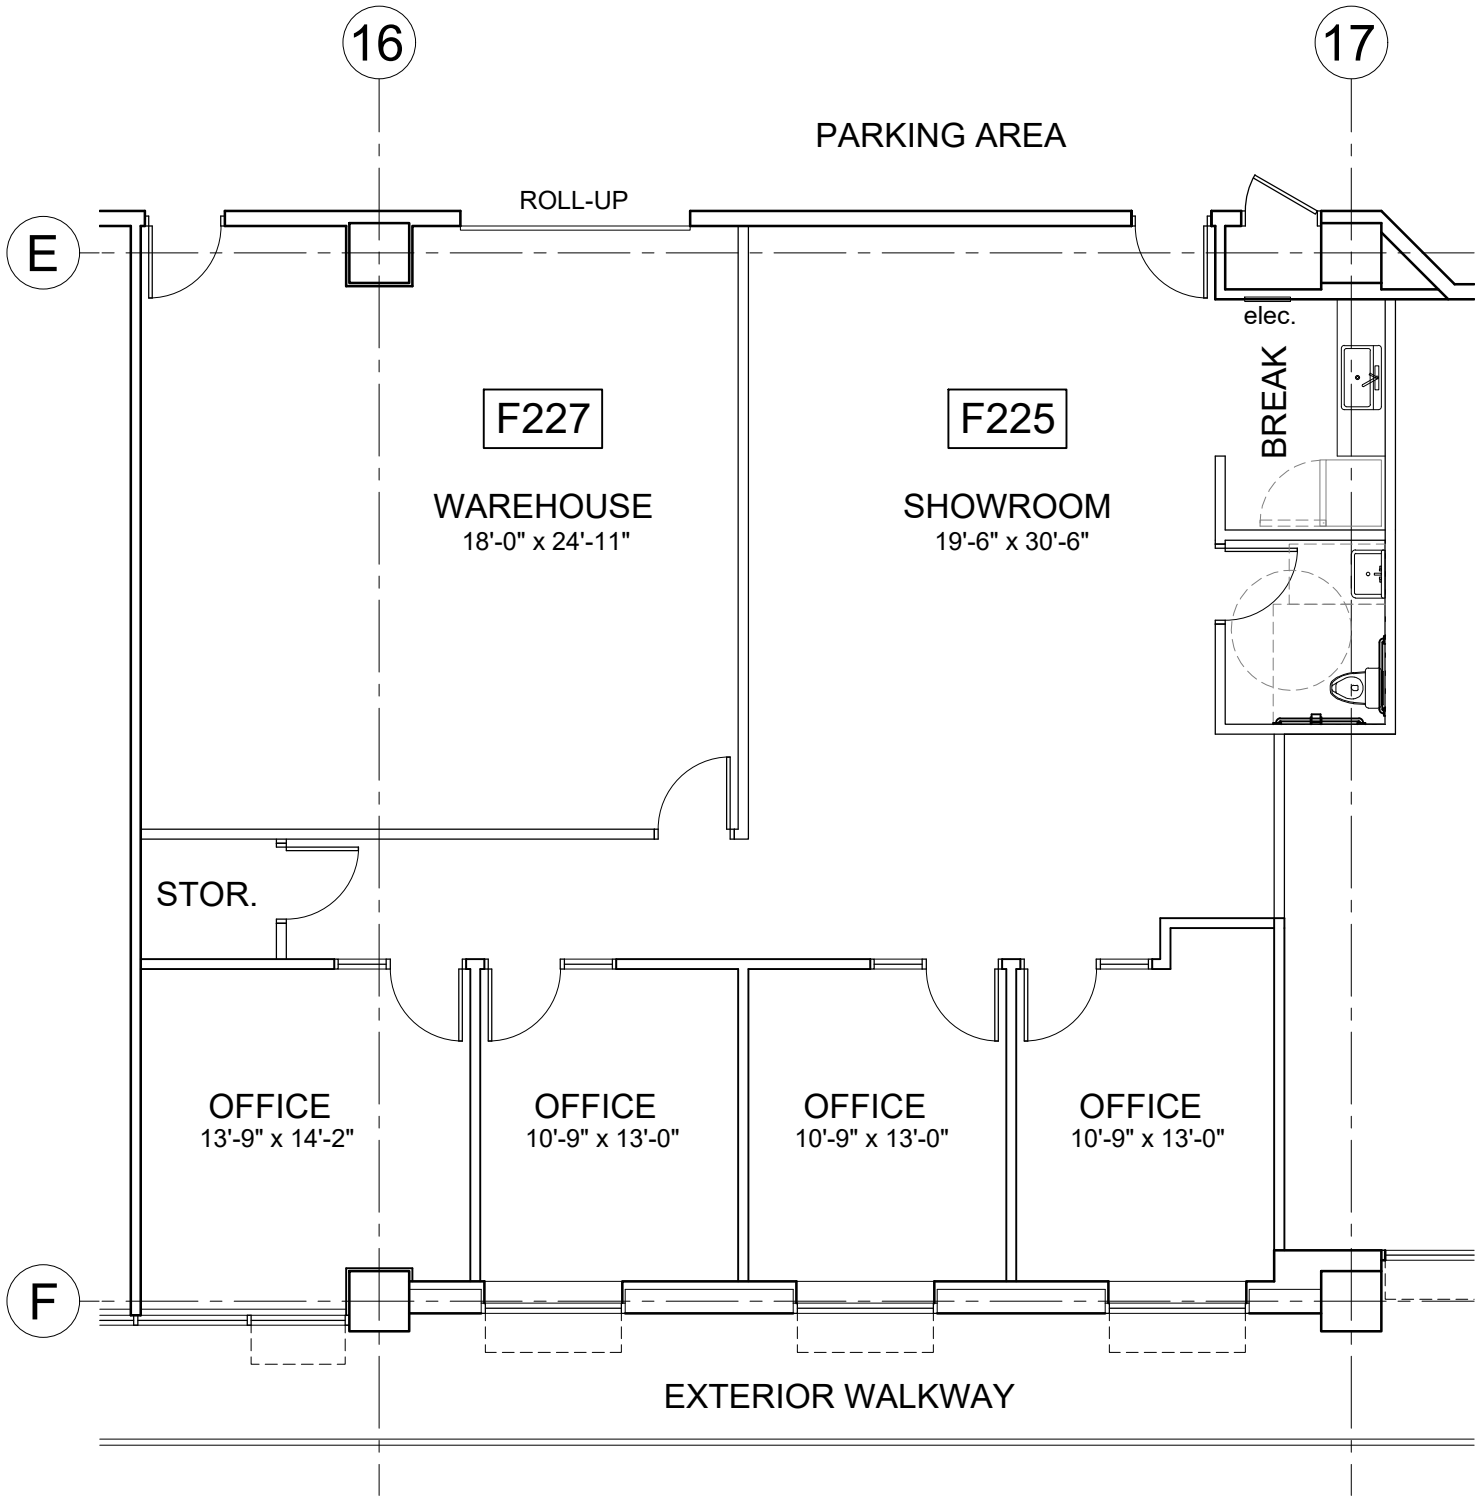 16
17
PARKING AREA
ROLL-UP
E
elec.
BREAK
F227
F225
WAREHOUSE
18'-0" x 24'-11"
SHOWROOM
19'-6" x 30'-6"
STOR.
OFFICE
13'-9" x 14'-2"
OFFICE
10'-9" x 13'-0"
OFFICE
10'-9" x 13'-0"
OFFICE
10'-9" x 13'-0"
F
EXTERIOR WALKWAY